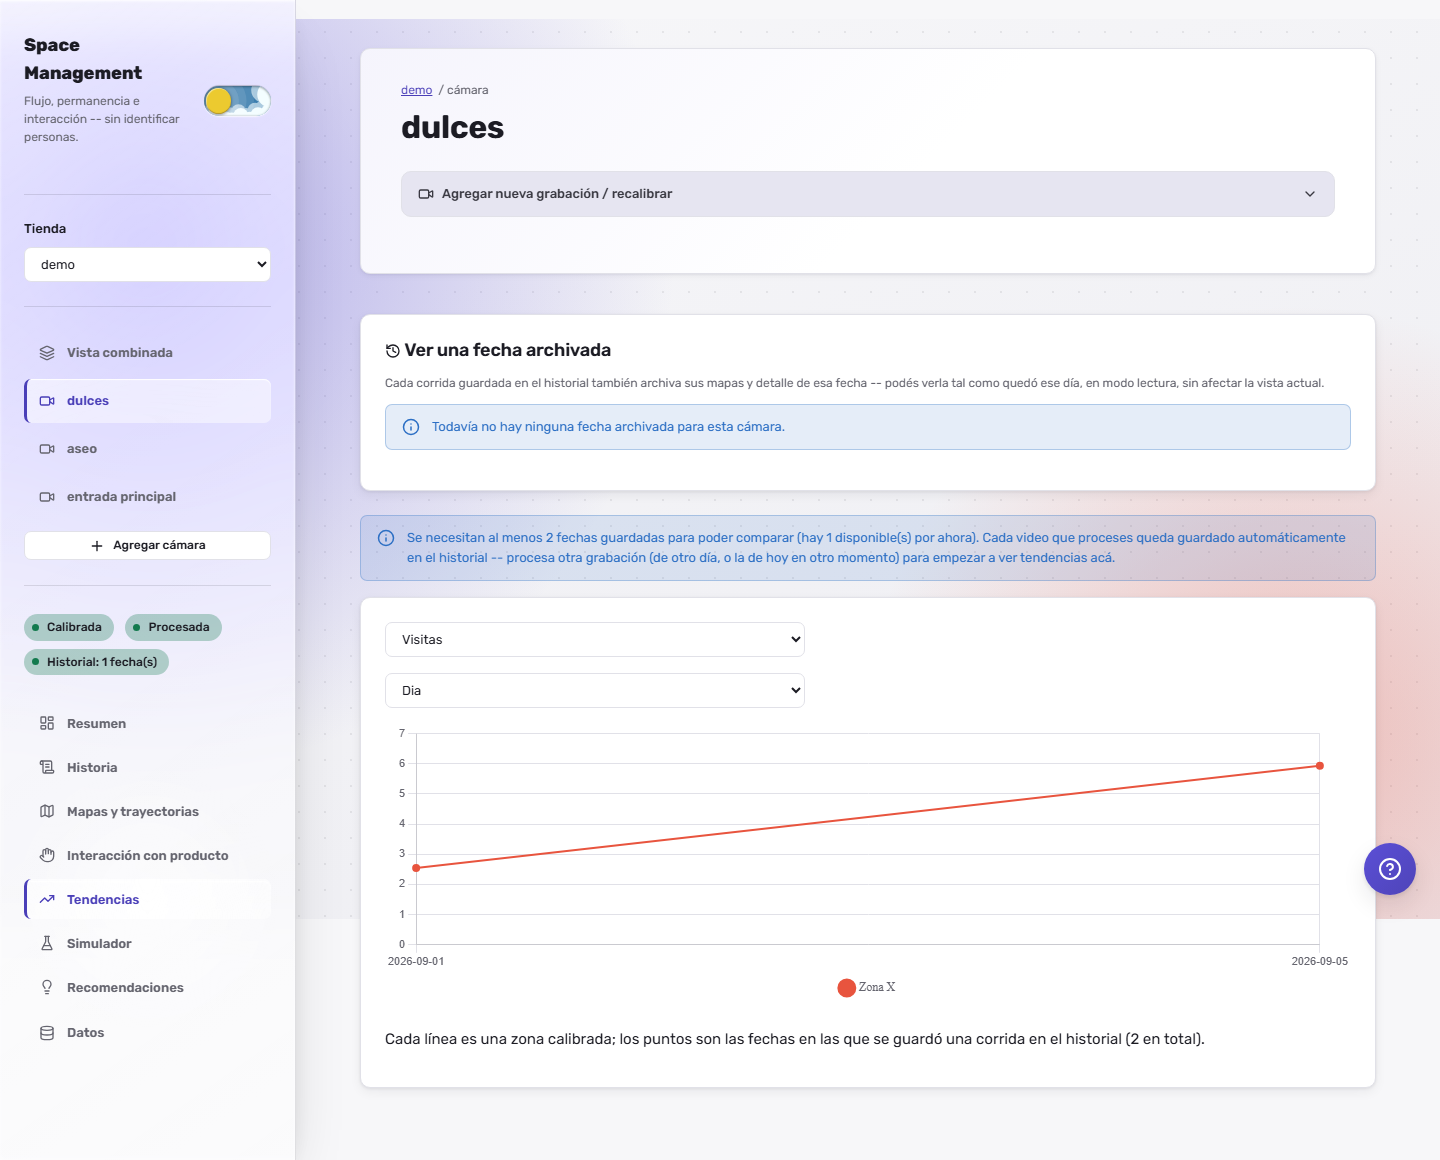 Space
Management
Flujo, permanencia e
interacción -- sin identificar
personas.
Tienda
demo
Vista combinada
dulces
aseo
entrada principal
Agregar cámara
Calibrada
Procesada
Historial: 1 fecha(s)
Resumen
Historia
Mapas y trayectorias
Interacción con producto
Tendencias
Simulador
Recomendaciones
Datos
demo / cámara
dulces
Agregar nueva grabación / recalibrar
Ver una fecha archivada
Cada corrida guardada en el historial también archiva sus mapas y detalle de esa fecha -- podés verla tal como quedó ese día, en modo lectura, sin afectar la vista actual.
Todavía no hay ninguna fecha archivada para esta cámara.
Se necesitan al menos 2 fechas guardadas para poder comparar (hay 1 disponible(s) por ahora). Cada video que proceses queda guardado automáticamente
en el historial -- procesa otra grabación (de otro día, o la de hoy en otro momento) para empezar a ver tendencias acá.
Visitas
Dia
7
6
5
4
3
2
1
0
2026-09-01
2026-09-05
Zona X
Cada línea es una zona calibrada; los puntos son las fechas en las que se guardó una corrida en el historial (2 en total).